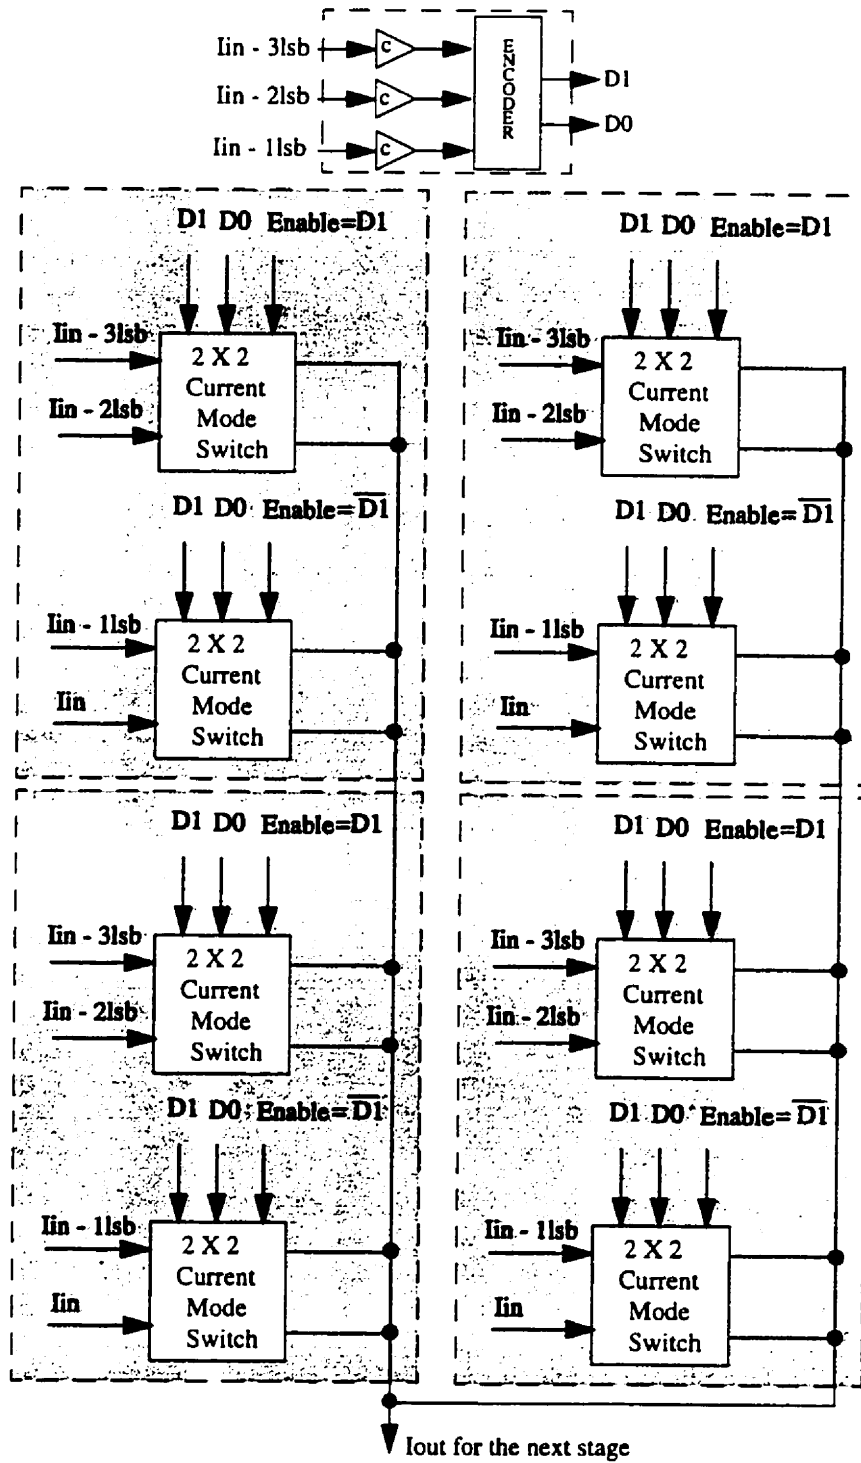 Iin - 3lsb
Iin - 2lsb
Iin - 1lsb
C
C
C
ENCODER
D1
D0
D1 D0 Enable=D1
Iin - 3lsb
Iin - 2lsb
2 X 2
Current
Mode
Switch
D1 D0 Enable=D̅1̅
Iin - 1lsb
Iin
2 X 2
Current
Mode
Switch
D1 D0 Enable=D1
Iin - 3lsb
Iin - 2lsb
2 X 2
Current
Mode
Switch
D1 D0 Enable=D̅1̅
Iin - 1lsb
Iin
2 X 2
Current
Mode
Switch
D1 D0 Enable=D1
Iin - 3lsb
Iin - 2lsb
2 X 2
Current
Mode
Switch
D1 D0 Enable=D̅1̅
Iin - 1lsb
Iin
2 X 2
Current
Mode
Switch
D1 D0 Enable=D1
Iin - 3lsb
Iin - 2lsb
2 X 2
Current
Mode
Switch
D1 D0 Enable=D̅1̅
Iin - 1lsb
Iin
2 X 2
Current
Mode
Switch
Iout for the next stage